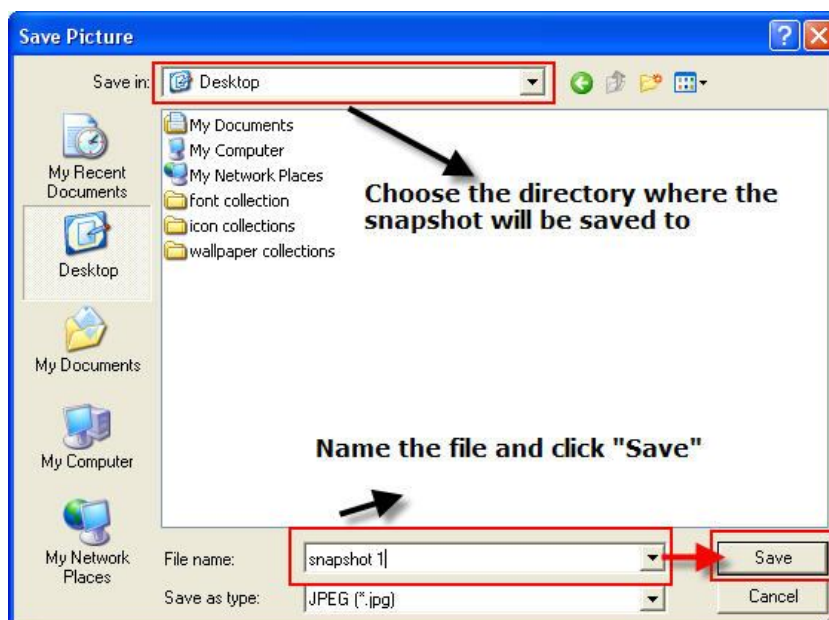 Save Picture
?
X
Save in:
Desktop
My Recent
Documents
Desktop
My Documents
My Computer
My Network
Places
My Documents
My Computer
My Network Places
font collection
icon collections
wallpaper collections
Choose the directory where the
snapshot will be saved to
Name the file and click "Save"
File name:
snapshot 1
Save
Save as type:
JPEG (*.jpg)
Cancel